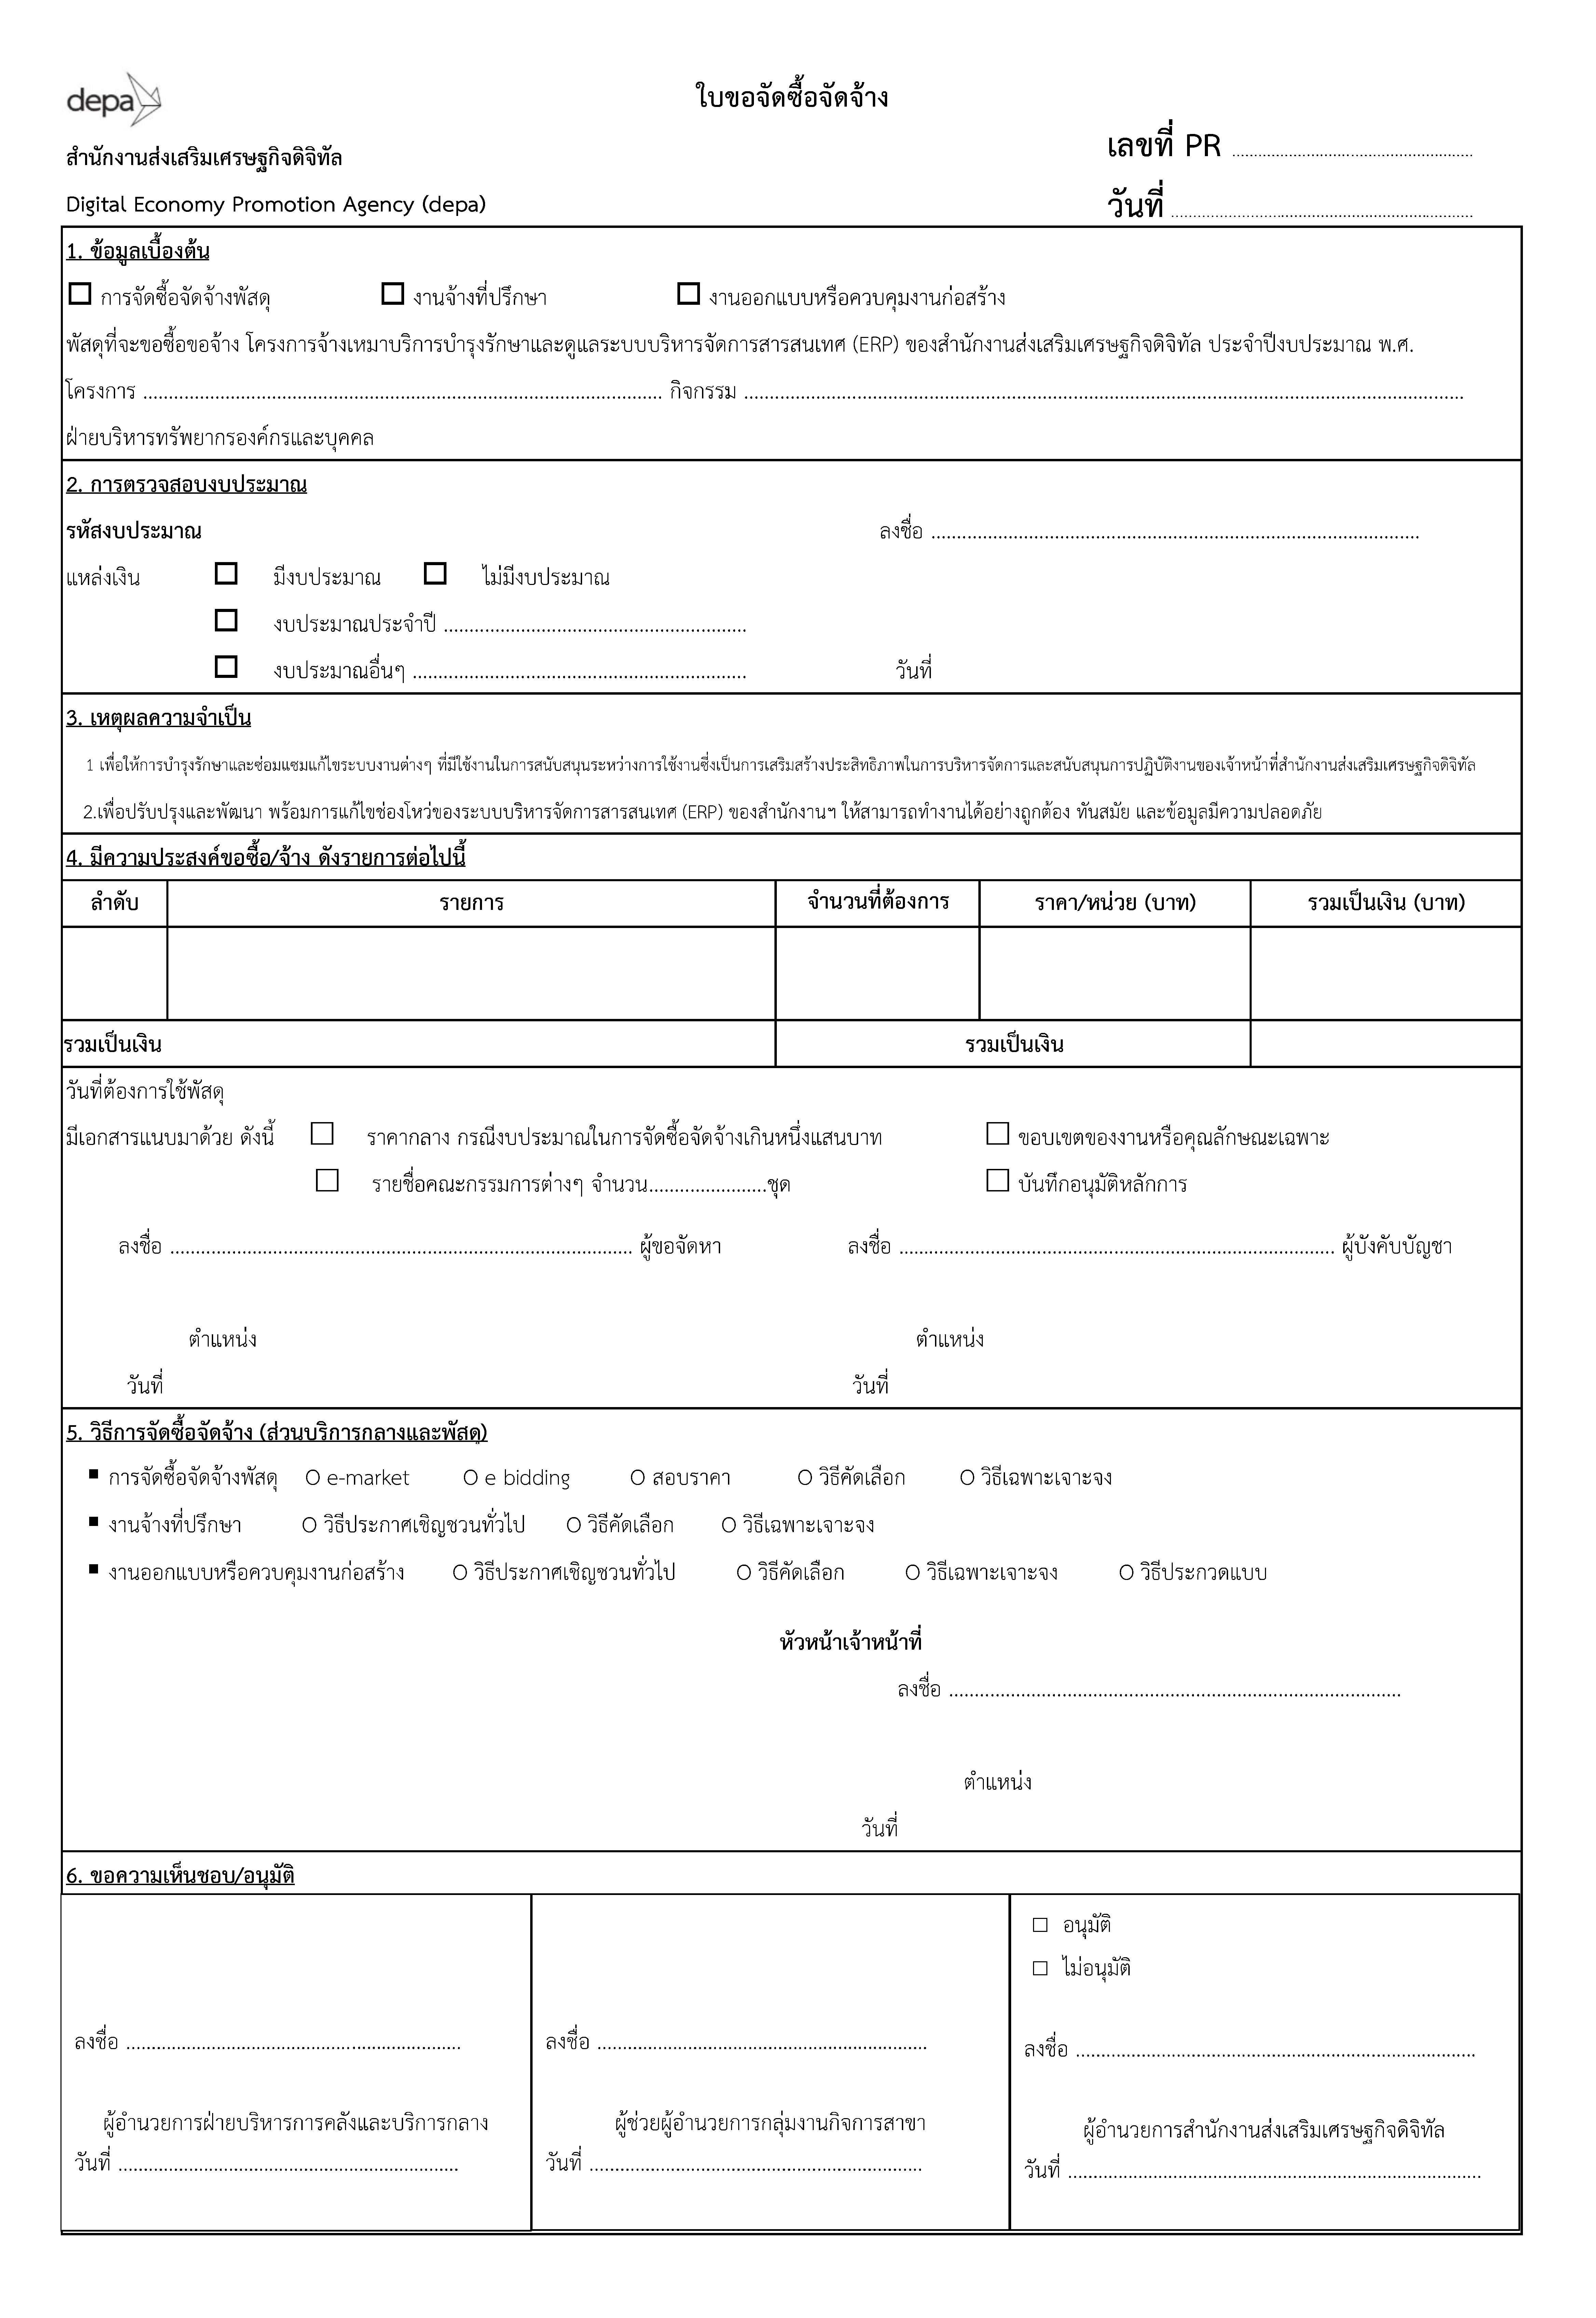 depa
ใบขอจัดซื้อจัดจ้าง
เลขที่ PR ........................................
สำนักงานส่งเสริมเศรษฐกิจดิจิทัล
Digital Economy Promotion Agency (depa)
วันที่ ........................................
1. ข้อมูลเบื้องต้น
☐ การจัดซื้อจัดจ้างพัสดุ ☐ งานจ้างที่ปรึกษา ☐ งานออกแบบหรือควบคุมงานก่อสร้าง
พัสดุที่จะขอซื้อขอจ้าง โครงการจ้างเหมาบริการบำรุงรักษาและดูแลระบบบริหารจัดการสารสนเทศ (ERP) ของสำนักงานส่งเสริมเศรษฐกิจดิจิทัล ประจำปีงบประมาณ พ.ศ.
โครงการ ........................................ กิจกรรม ........................................
ฝ่ายบริหารทรัพยากรองค์กรและบุคคล
2. การตรวจสอบงบประมาณ
รหัสงบประมาณ ลงชื่อ ........................................
แหล่งเงิน ☐ มีงบประมาณ ☐ ไม่มีงบประมาณ
☐ งบประมาณประจำปี ........................................
☐ งบประมาณอื่นๆ ........................................ วันที่
3. เหตุผลความจำเป็น
1 เพื่อให้การบำรุงรักษาและซ่อมแซมแก้ไขระบบงานต่างๆ ที่มีใช้งานในการสนับสนุนระหว่างการใช้งานซึ่งเป็นการเสริมสร้างประสิทธิภาพในการบริหารจัดการและสนับสนุนการปฏิบัติงานของเจ้าหน้าที่สำนักงานส่งเสริมเศรษฐกิจดิจิทัล
2.เพื่อปรับปรุงและพัฒนา พร้อมการแก้ไขช่องโหว่ของระบบบริหารจัดการสารสนเทศ (ERP) ของสำนักงานฯ ให้สามารถทำงานได้อย่างถูกต้อง ทันสมัย และข้อมูลมีความปลอดภัย
4. มีความประสงค์ขอซื้อ/จ้าง ดังรายการต่อไปนี้
ลำดับ รายการ จำนวนที่ต้องการ ราคา/หน่วย (บาท) รวมเป็นเงิน (บาท)
รวมเป็นเงิน รวมเป็นเงิน
วันที่ต้องการใช้พัสดุ
มีเอกสารแนบมาด้วย ดังนี้ ☐ ราคากลาง กรณีงบประมาณในการจัดซื้อจัดจ้างเกินหนึ่งแสนบาท ☐ ขอบเขตของงานหรือคุณลักษณะเฉพาะ
☐ รายชื่อคณะกรรมการต่างๆ จำนวน.......................ชุด ☐ บันทึกอนุมัติหลักการ
ลงชื่อ ........................................ ผู้ขอจัดหา ลงชื่อ ........................................ ผู้บังคับบัญชา
ตำแหน่ง ตำแหน่ง
วันที่ วันที่
5. วิธีการจัดซื้อจัดจ้าง (ส่วนบริการกลางและพัสดุ)
▪ การจัดซื้อจัดจ้างพัสดุ O e-market O e bidding O สอบราคา O วิธีคัดเลือก O วิธีเฉพาะเจาะจง
▪ งานจ้างที่ปรึกษา O วิธีประกาศเชิญชวนทั่วไป O วิธีคัดเลือก O วิธีเฉพาะเจาะจง
▪ งานออกแบบหรือควบคุมงานก่อสร้าง O วิธีประกาศเชิญชวนทั่วไป O วิธีคัดเลือก O วิธีเฉพาะเจาะจง O วิธีประกวดแบบ
หัวหน้าเจ้าหน้าที่
ลงชื่อ ........................................
ตำแหน่ง
วันที่
6. ขอความเห็นชอบ/อนุมัติ
☐ อนุมัติ
☐ ไม่อนุมัติ
ลงชื่อ ........................................ ลงชื่อ ........................................ ลงชื่อ ........................................
ผู้อำนวยการฝ่ายบริหารการคลังและบริการกลาง ผู้ช่วยผู้อำนวยการกลุ่มงานกิจการสาขา ผู้อำนวยการสำนักงานส่งเสริมเศรษฐกิจดิจิทัล
วันที่ ........................................ วันที่ ........................................ วันที่ ........................................